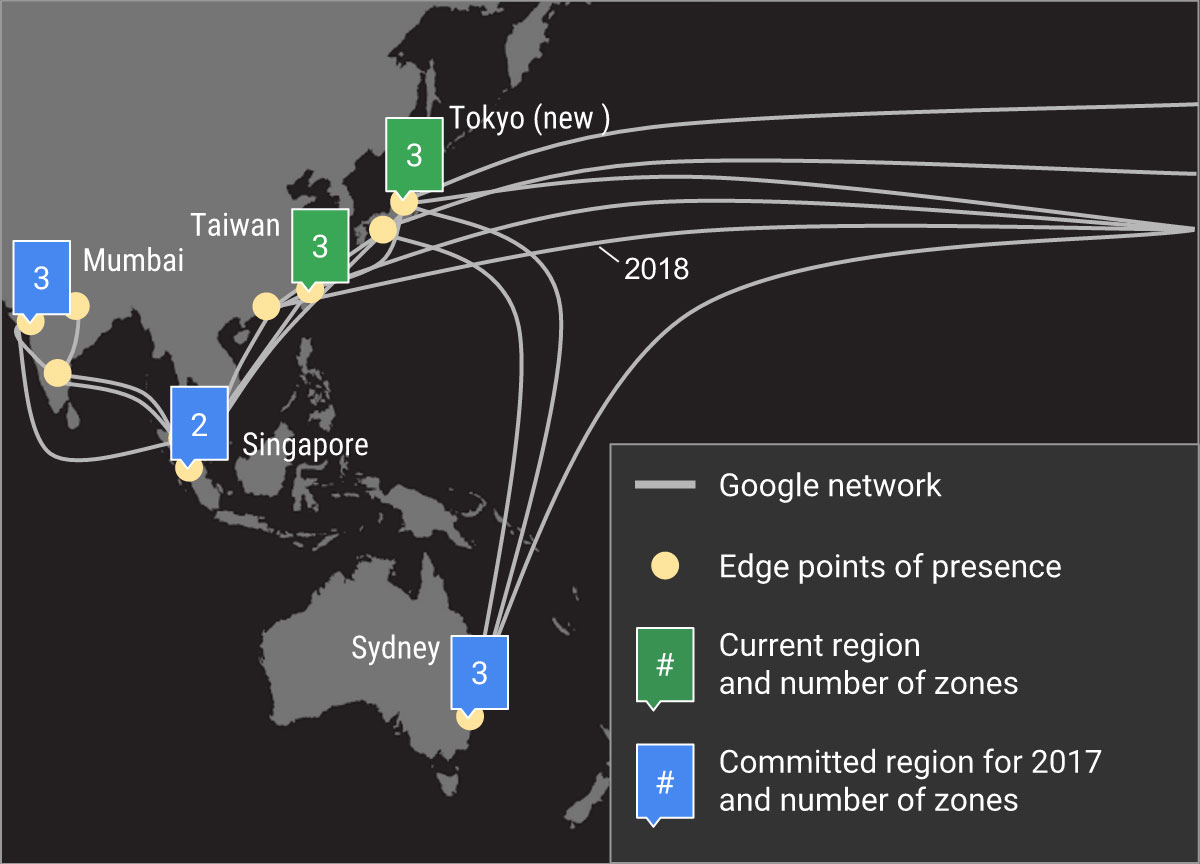 Tokyo (new )
3
Taiwan
3
Mumbai
3
2018
2
Singapore
Sydney
3
Google network
Edge points of presence
#
Current region
and number of zones
#
Committed region for 2017
and number of zones